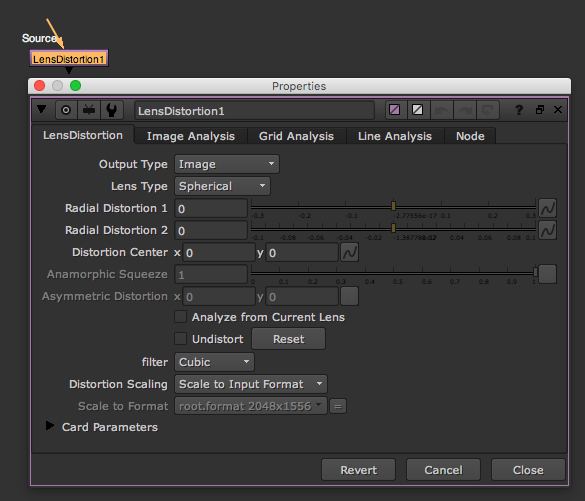 Source
LensDistortion1
Properties
LensDistortion1
?
LensDistortion Image Analysis Grid Analysis Line Analysis Node
Output Type Image
Lens Type Spherical
Radial Distortion 1 0
-0.3 -0.2 -0.1 -2.77556e-17 0.1 0.2 0.3
Radial Distortion 2 0
-0.1 -0.08 -0.06 -0.04 -0.02 0.02 0.04 0.06 0.08 0.1
Distortion Center x 0 y 0
Anamorphic Squeeze 1
0 0.1 0.2 0.3 0.4 0.5 0.6 0.7 0.8 0.9
Asymmetric Distortion x 0 y 0
Analyze from Current Lens
Undistort Reset
filter Cubic
Distortion Scaling Scale to Input Format
Scale to Format root.format 2048x1556 =
Card Parameters
Revert Cancel Close